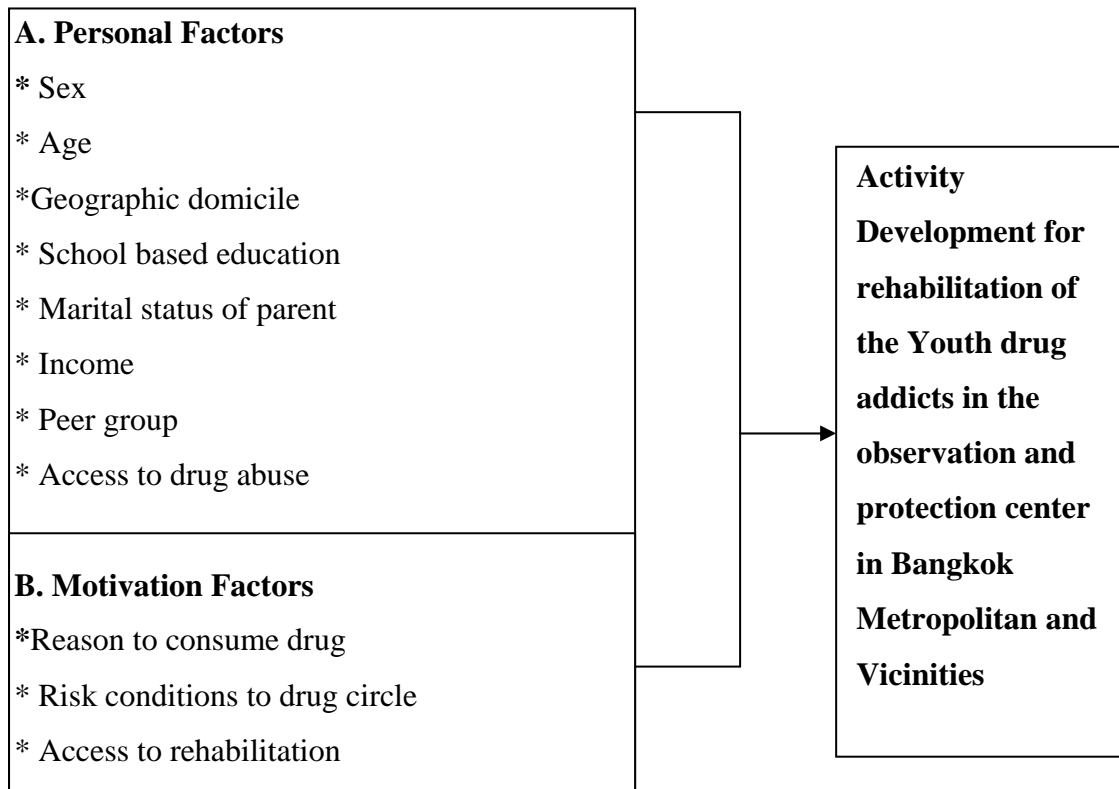 A. Personal Factors
* Sex
* Age
*Geographic domicile
* School based education
* Marital status of parent
* Income
* Peer group
* Access to drug abuse
B. Motivation Factors
*Reason to consume drug
* Risk conditions to drug circle
* Access to rehabilitation
Activity
Development for
rehabilitation of
the Youth drug
addicts in the
observation and
protection center
in Bangkok
Metropolitan and
Vicinities